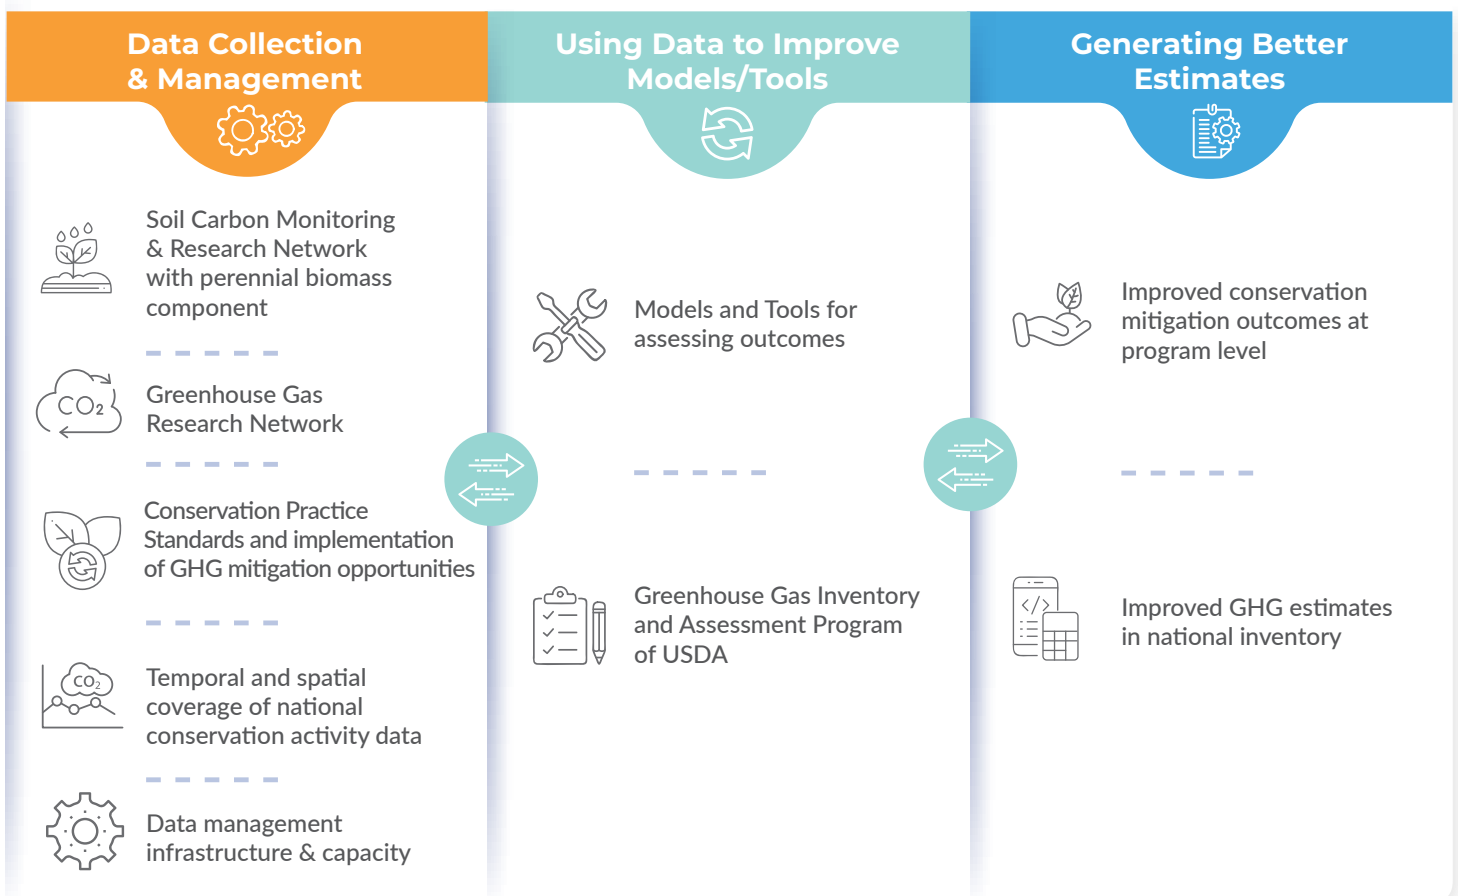 Data Collection
& Management
Soil Carbon Monitoring
& Research Network
with perennial biomass
component
CO2
Greenhouse Gas
Research Network
Conservation Practice
Standards and implementation
of GHG mitigation opportunities
CO2
Temporal and spatial
coverage of national
conservation activity data
Data management
infrastructure & capacity
Using Data to Improve
Models/Tools
Models and Tools for
assessing outcomes
Greenhouse Gas Inventory
and Assessment Program
of USDA
Generating Better
Estimates
Improved conservation
mitigation outcomes at
program level
</>
Improved GHG estimates
in national inventory